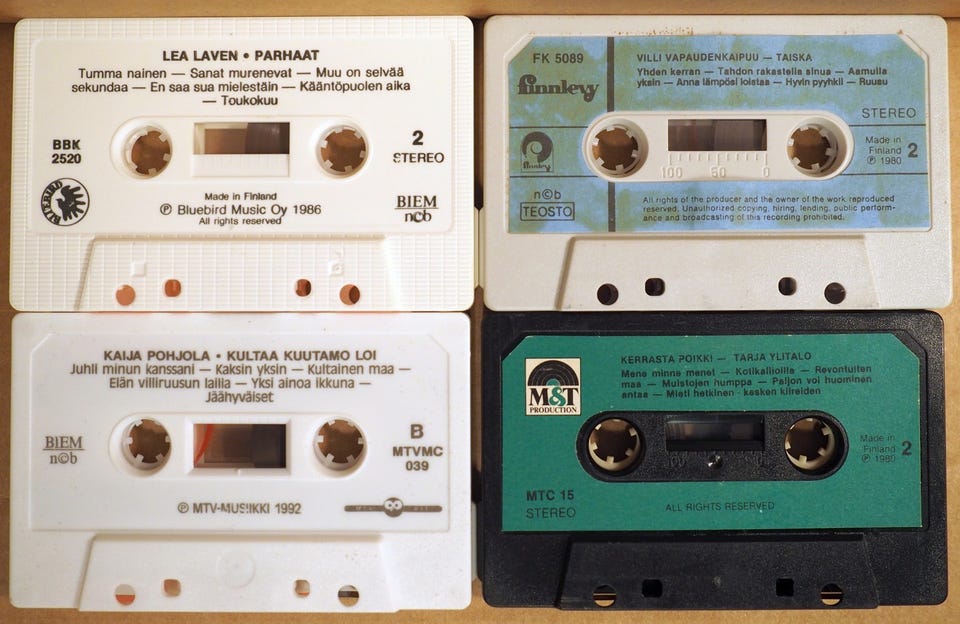 LEA LAVEN • PARHAAT
Tumma nainen — Sanat murenevat — Muu on selvää
sekundaa — En saa sua mielestäin — Kääntöpuolen aika
— Toukokuu
BBK
2520
2
STEREO
Made in Finland
℗ Bluebird Music Oy 1986
All rights reserved
BLUEBIRD
BIEM
n©b
FK 5089
finnlevy
VILLI VAPAUDENKAIPUU — TAISKA
Yhden kerran — Tahdon rakastella sinua — Aamulla
yksin — Anna lämpösi loistaa — Hyvin pyyhkii — Ruusu
STEREO
Made in
Finland
℗ 1980
2
100 50 0
n©b
TEOSTO
All rights of the producer and the owner of the work reproduced
reserved. Unauthorized copying, hiring, lending, public perform-
ance and broadcasting of this recording prohibited.
KAIJA POHJOLA • KULTAA KUUTAMO LOI
Juhli minun kanssani — Kaksin yksin — Kultainen maa —
Elän villiruusun lailla — Yksi ainoa ikkuna —
Jäähyväiset
BIEM
n©b
B
MTVMC
039
℗ MTV-MUSIIKKI 1992
M&T
PRODUCTION
KERRASTA POIKKI — TARJA YLITALO
Mene minne menet — Kotikalliolla — Revontulten
maa — Muistojen humppa — Paljon voi huominen
antaa — Mieti hetkinen - kesken kiireiden
Made in
Finland
℗ 1980
2
MTC 15
STEREO
ALL RIGHTS RESERVED